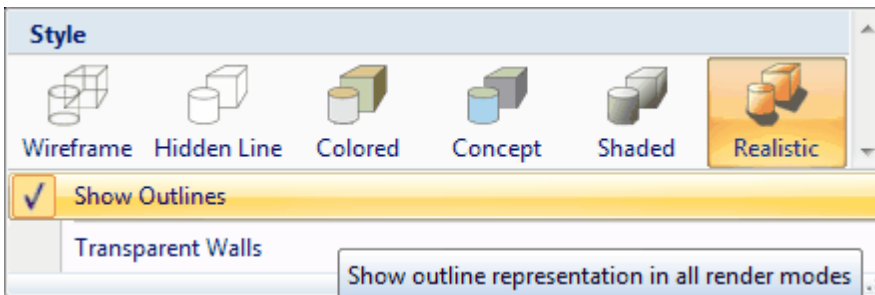 Style
Wireframe Hidden Line Colored Concept Shaded Realistic
Show Outlines
Transparent Walls
Show outline representation in all render modes